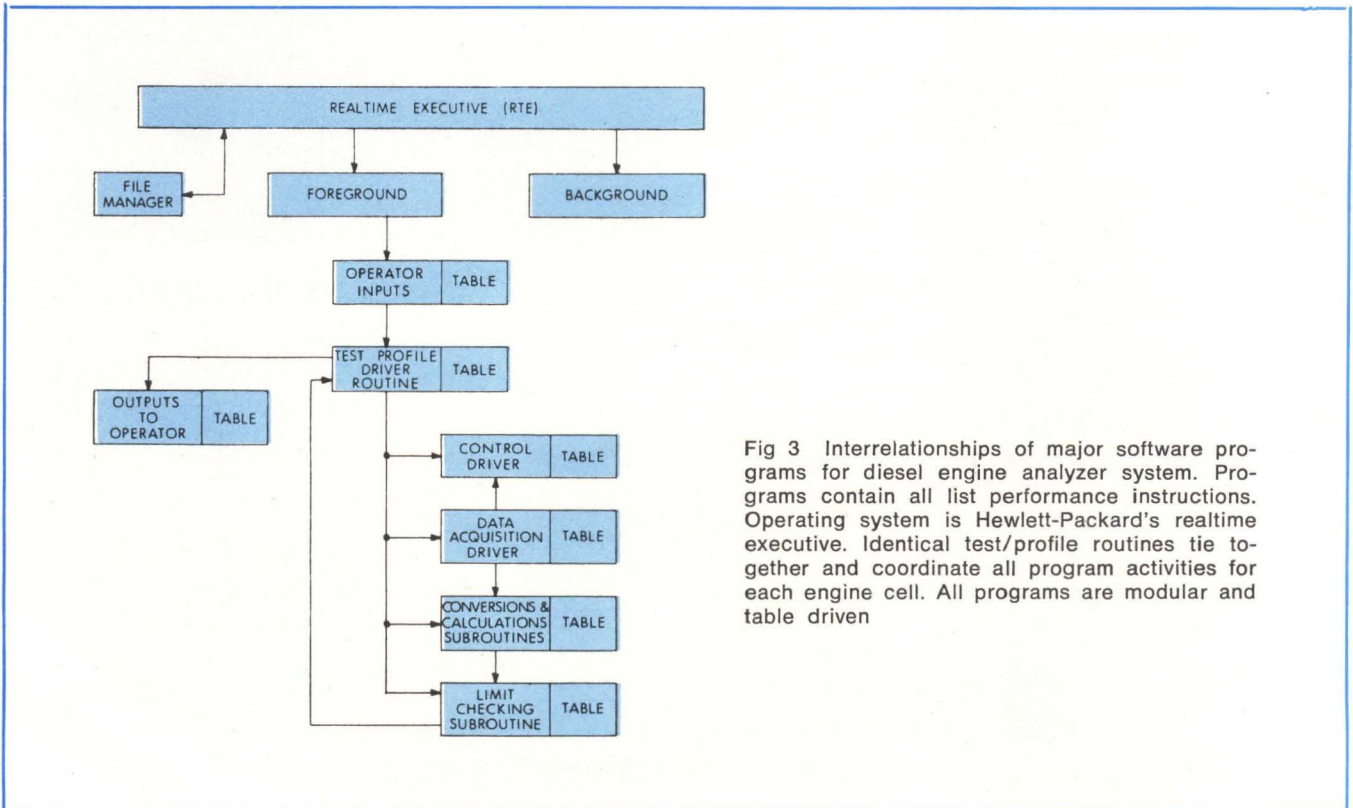 REALTIME EXECUTIVE (RTE)
FILE
MANAGER
FOREGROUND
BACKGROUND
OPERATOR
INPUTS
TABLE
TEST PROFILE
DRIVER
ROUTINE
TABLE
OUTPUTS
TO
OPERATOR
TABLE
CONTROL
DRIVER
TABLE
DATA
ACQUISITION
DRIVER
TABLE
CONVERSIONS &
CALCULATIONS
SUBROUTINES
TABLE
LIMIT
CHECKING
SUBROUTINE
TABLE
Fig 3 Interrelationships of major software pro-
grams for diesel engine analyzer system. Pro-
grams contain all list performance instructions.
Operating system is Hewlett-Packard's realtime
executive. Identical test/profile routines tie to-
gether and coordinate all program activities for
each engine cell. All programs are modular and
table driven